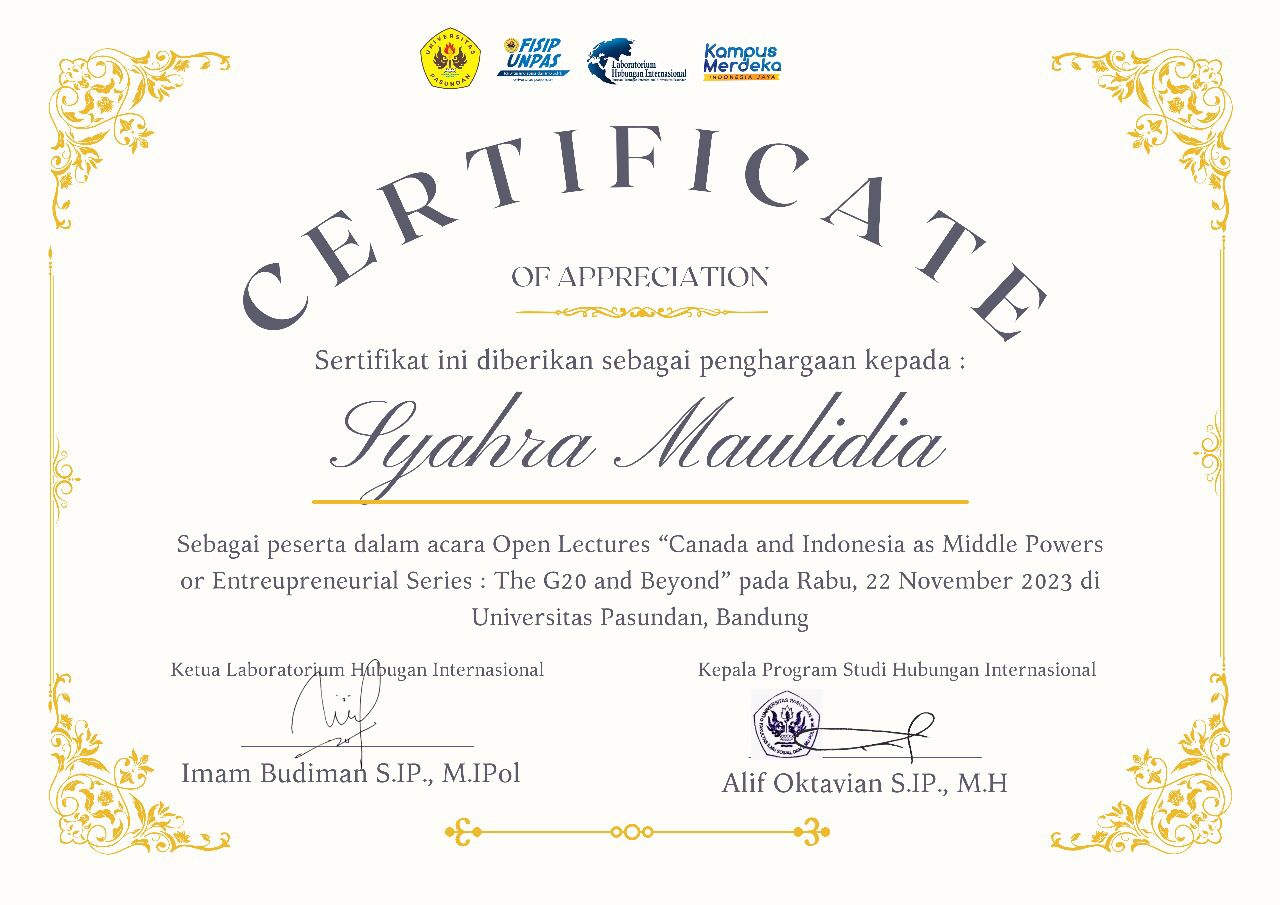 UNIVERSITAS PASUNDAN
FISIP
UNPAS
Laboratorium
Hubungan Internasional
Kampus
Merdeka
INDONESIA JAYA
CERTIFICATE
OF APPRECIATION
Sertifikat ini diberikan sebagai penghargaan kepada :
Syahra Maulidia
Sebagai peserta dalam acara Open Lectures “Canada and Indonesia as Middle Powers
or Entreupreneurial Series : The G20 and Beyond” pada Rabu, 22 November 2023 di
Universitas Pasundan, Bandung
Ketua Laboratorium Hubugan Internasional
Kepala Program Studi Hubungan Internasional
Imam Budiman S.IP., M.IPol
Alif Oktavian S.IP., M.H